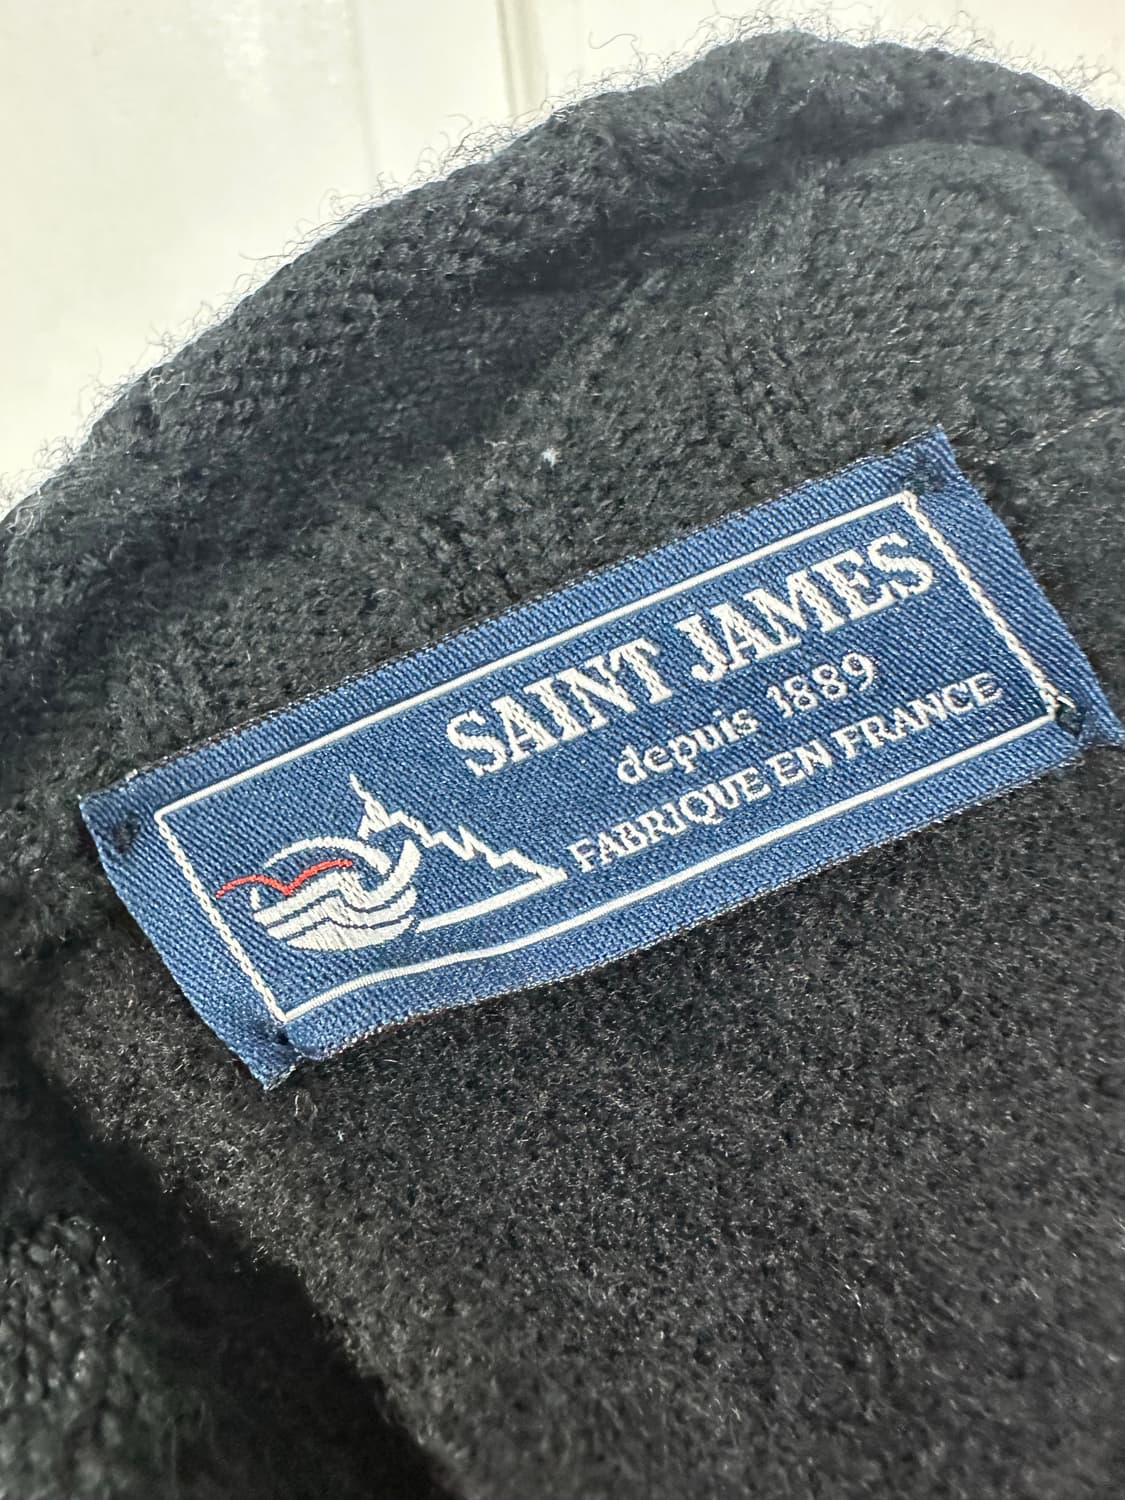 SAINT JAMES
depuis 1889
FABRIQUE EN FRANCE